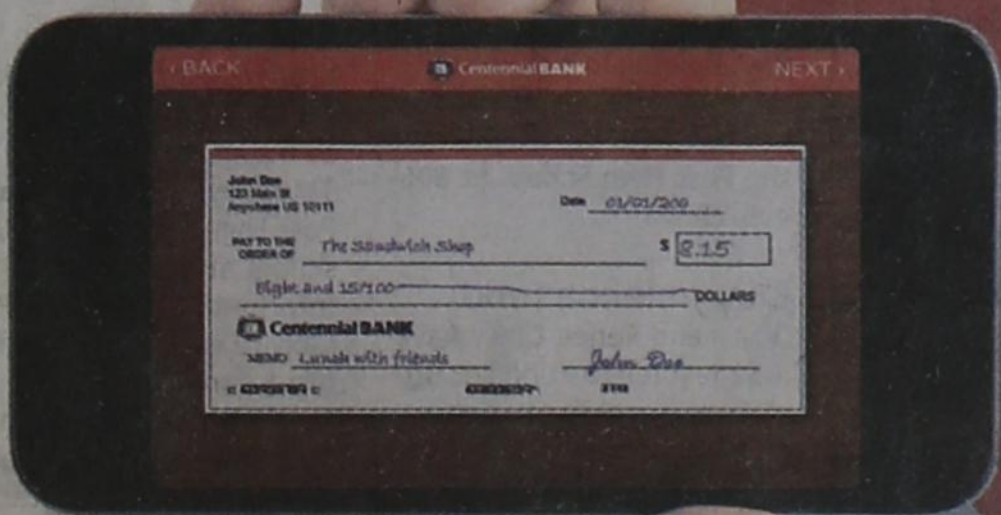 ‹ BACK
Centennial BANK
NEXT ›
John Doe
123 Main St
Anywhere US 10111
Date 01/01/200
PAY TO THE
ORDER OF The Sandwich Shop
$ 8.15
Eight and 15/100
DOLLARS
Centennial BANK
MEMO Lunch with friends
John Doe